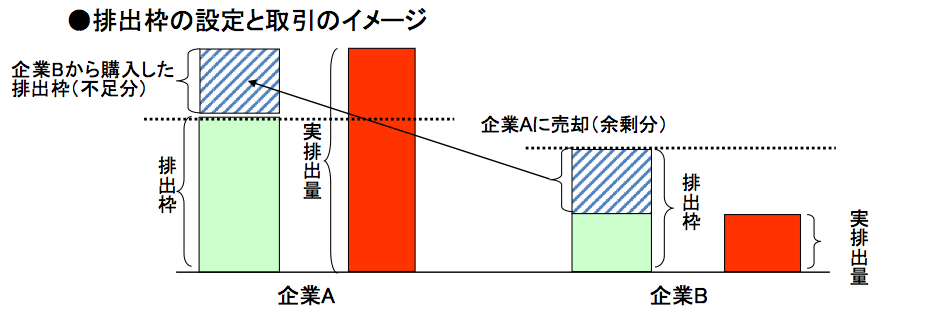 ●排出枠の設定と取引のイメージ
企業Bから購入した
排出枠(不足分)
排出枠
実排出量
企業Aに売却(余剰分)
排出枠
実排出量
企業A
企業B